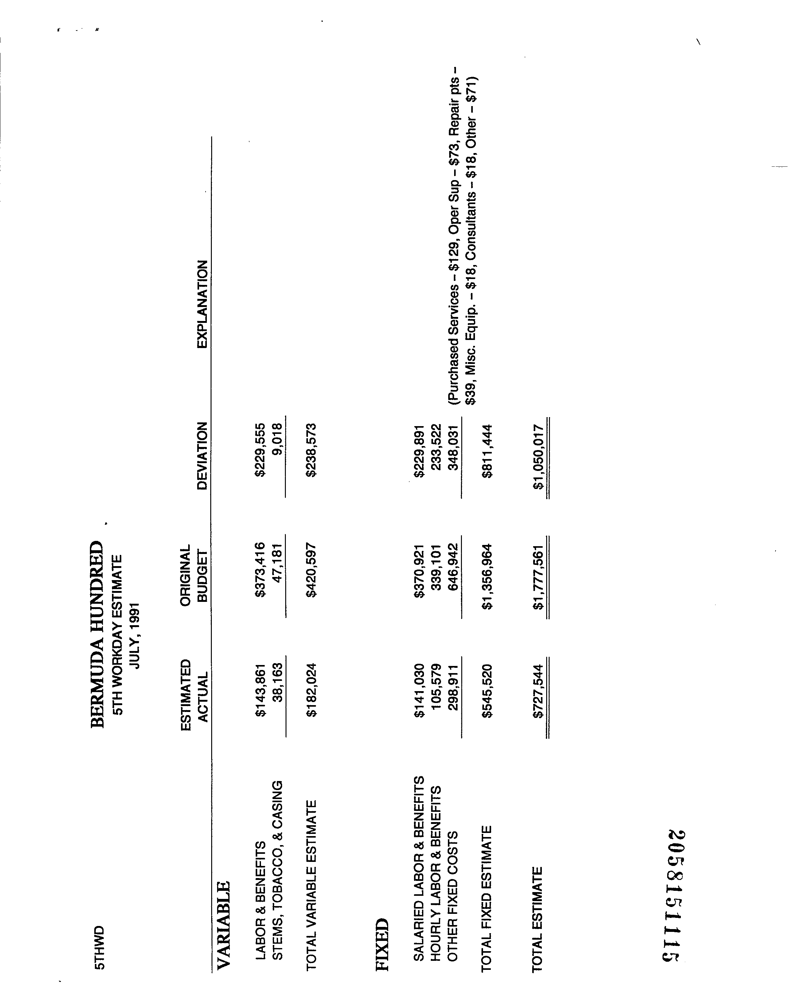 5THWD
BERMUDA HUNDRED
5TH WORKDAY ESTIMATE
JULY, 1991
ESTIMATED ACTUAL ORIGINAL BUDGET DEVIATION EXPLANATION
VARIABLE
LABOR & BENEFITS $143,861 $373,416 $229,555
STEMS, TOBACCO, & CASING 38,163 47,181 9,018
TOTAL VARIABLE ESTIMATE $182,024 $420,597 $238,573
FIXED
SALARIED LABOR & BENEFITS $141,030 $370,921 $229,891
HOURLY LABOR & BENEFITS 105,579 339,101 233,522
OTHER FIXED COSTS 298,911 646,942 348,031 (Purchased Services – $129, Oper Sup – $73, Repair pts –
$39, Misc. Equip. – $18, Consultants – $18, Other – $71)
TOTAL FIXED ESTIMATE $545,520 $1,356,964 $811,444
TOTAL ESTIMATE $727,544 $1,777,561 $1,050,017
2058151115